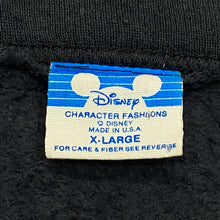 Disney
CHARACTER FASHIONS
© DISNEY
MADE IN U.S.A.
X-LARGE
FOR CARE & FIBER SEE REVERSE